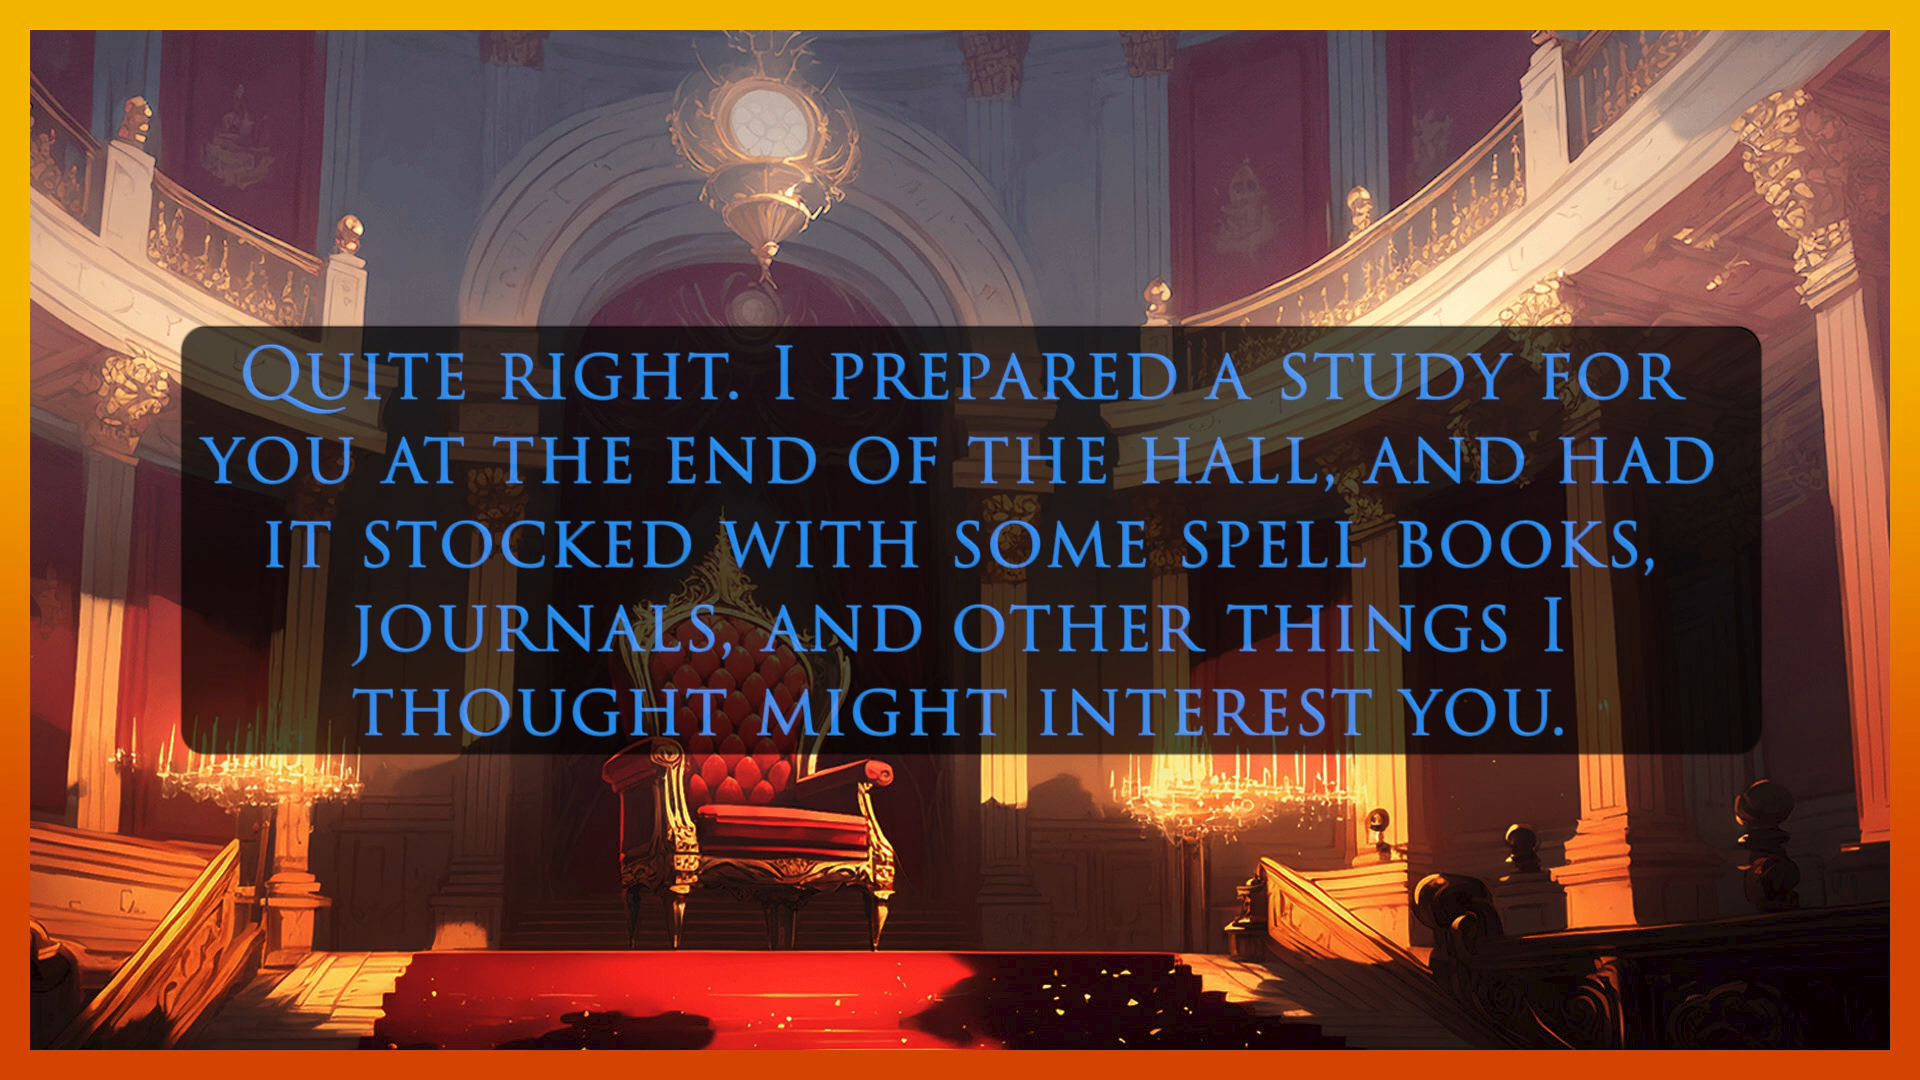 Quite right. I prepared a study for
you at the end of the hall, and had
it stocked with some spell books,
journals, and other things I
thought might interest you.